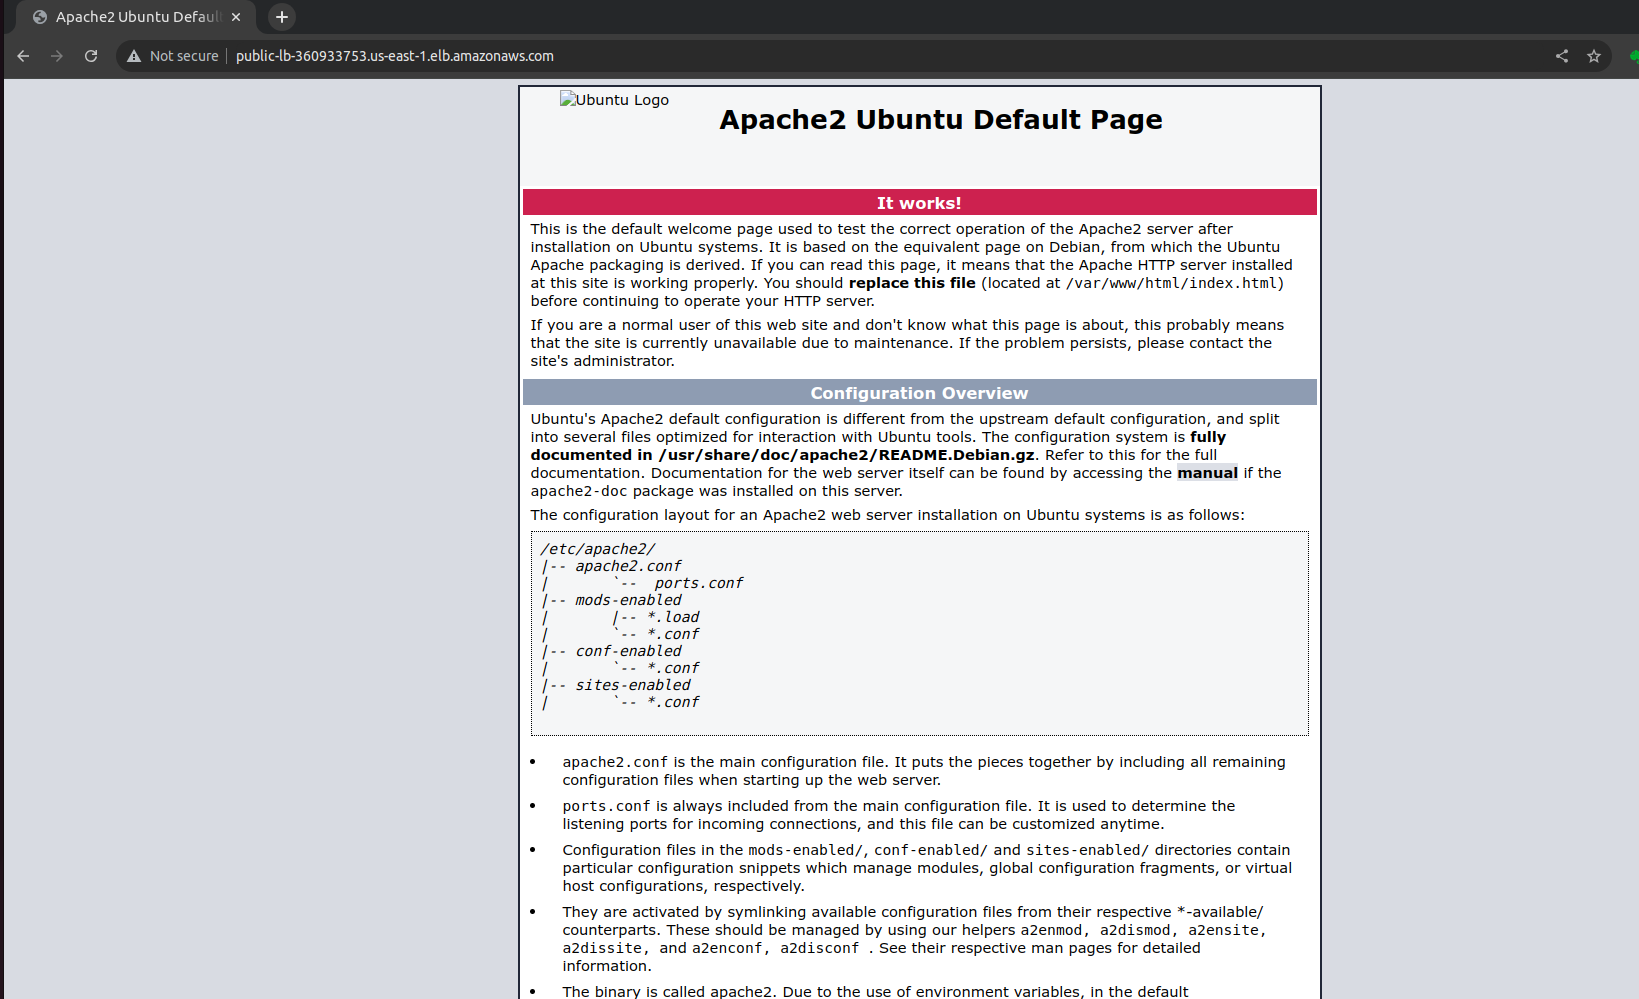 Apache2 Ubuntu Defaul
Not secure
public-lb-360933753.us-east-1.elb.amazonaws.com
Ubuntu Logo
Apache2 Ubuntu Default Page
It works!
This is the default welcome page used to test the correct operation of the Apache2 server after
installation on Ubuntu systems. It is based on the equivalent page on Debian, from which the Ubuntu
Apache packaging is derived. If you can read this page, it means that the Apache HTTP server installed
at this site is working properly. You should replace this file (located at /var/www/html/index.html)
before continuing to operate your HTTP server.
If you are a normal user of this web site and don't know what this page is about, this probably means
that the site is currently unavailable due to maintenance. If the problem persists, please contact the
site's administrator.
Configuration Overview
Ubuntu's Apache2 default configuration is different from the upstream default configuration, and split
into several files optimized for interaction with Ubuntu tools. The configuration system is fully
documented in /usr/share/doc/apache2/README.Debian.gz. Refer to this for the full
documentation. Documentation for the web server itself can be found by accessing the manual if the
apache2-doc package was installed on this server.
The configuration layout for an Apache2 web server installation on Ubuntu systems is as follows:
/etc/apache2/
|-- apache2.conf
|       `--  ports.conf
|-- mods-enabled
|       |-- *.load
|       `-- *.conf
|-- conf-enabled
|       `-- *.conf
|-- sites-enabled
|       `-- *.conf
• apache2.conf is the main configuration file. It puts the pieces together by including all remaining
configuration files when starting up the web server.
• ports.conf is always included from the main configuration file. It is used to determine the
listening ports for incoming connections, and this file can be customized anytime.
• Configuration files in the mods-enabled/, conf-enabled/ and sites-enabled/ directories contain
particular configuration snippets which manage modules, global configuration fragments, or virtual
host configurations, respectively.
• They are activated by symlinking available configuration files from their respective *-available/
counterparts. These should be managed by using our helpers a2enmod, a2dismod, a2ensite,
a2dissite, and a2enconf, a2disconf . See their respective man pages for detailed
information.
• The binary is called apache2. Due to the use of environment variables, in the default